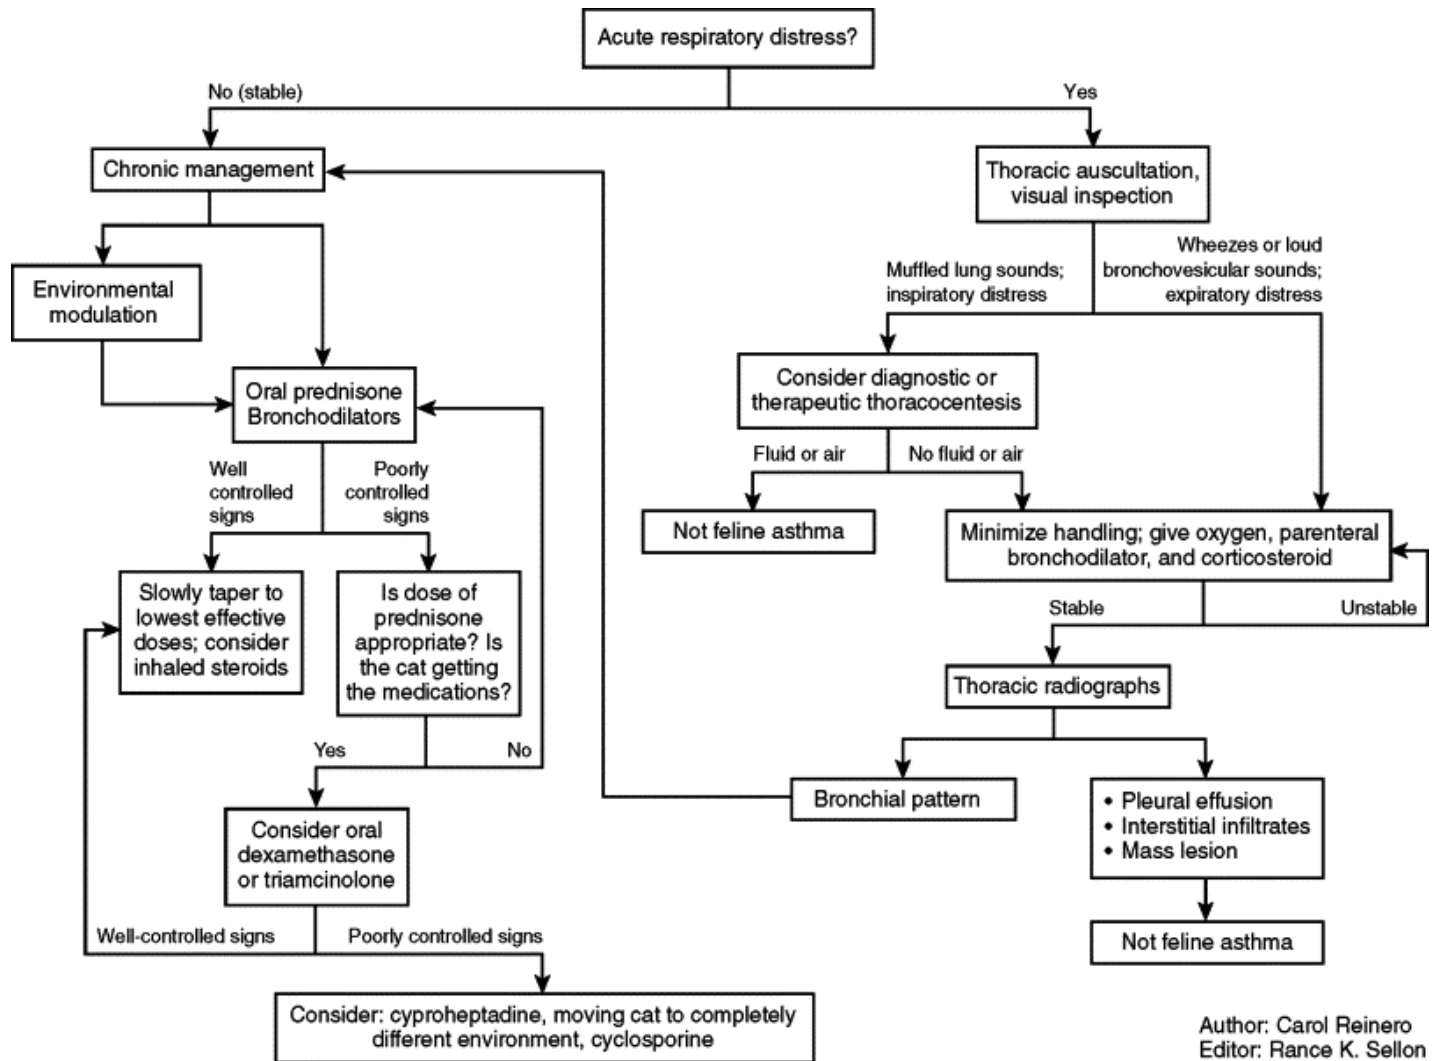 Acute respiratory distress?
No (stable)
Yes
Chronic management
Thoracic auscultation,
visual inspection
Environmental
modulation
Muffled lung sounds;
inspiratory distress
Wheezes or loud
bronchovesicular sounds;
expiratory distress
Oral prednisone
Bronchodilators
Consider diagnostic or
therapeutic thoracocentesis
Well
controlled
signs
Poorly
controlled
signs
Fluid or air
No fluid or air
Not feline asthma
Minimize handling; give oxygen, parenteral
bronchodilator, and corticosteroid
Slowly taper to
lowest effective
doses; consider
inhaled steroids
Is dose of
prednisone
appropriate? Is
the cat getting
the medications?
Stable
Unstable
Thoracic radiographs
Yes
No
Bronchial pattern
• Pleural effusion
• Interstitial infiltrates
• Mass lesion
Consider oral
dexamethasone
or triamcinolone
Not feline asthma
Well-controlled signs
Poorly controlled signs
Consider: cyproheptadine, moving cat to completely
different environment, cyclosporine
Author: Carol Reinero
Editor: Rance K. Sellon